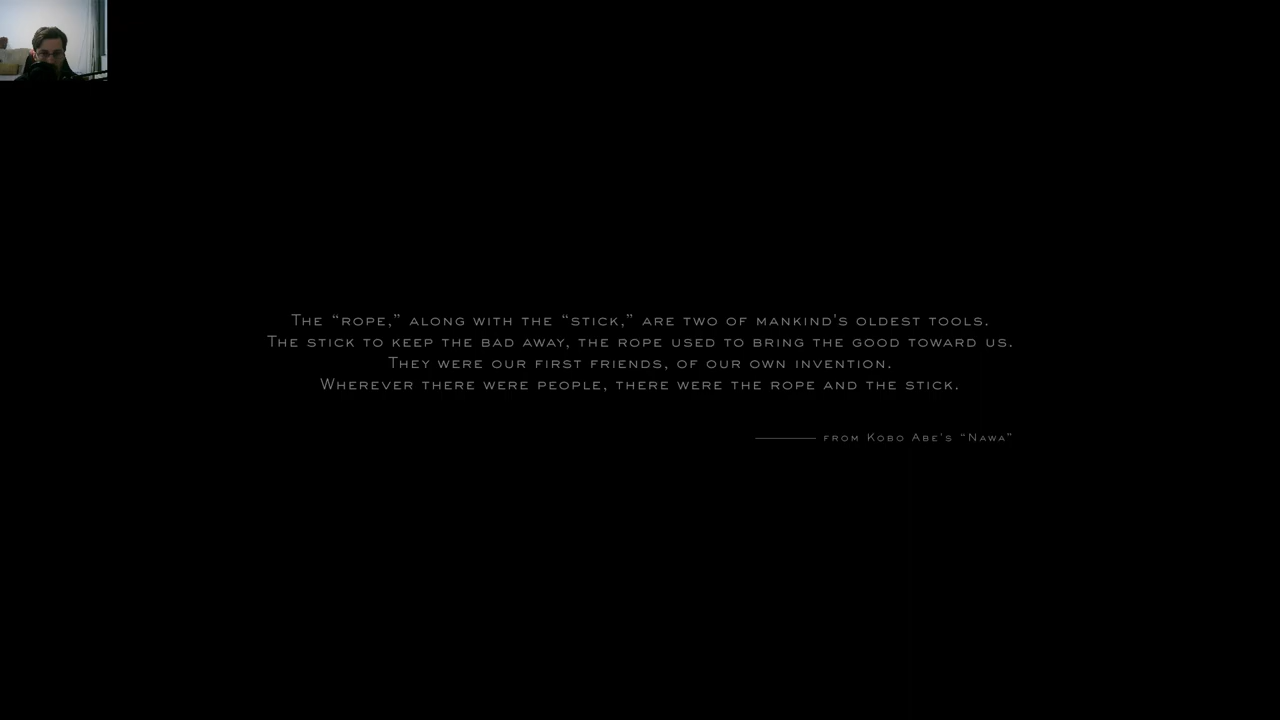 The “rope,” along with the “stick,” are two of mankind's oldest tools.
The stick to keep the bad away, the rope used to bring the good toward us.
They were our first friends, of our own invention.
Wherever there were people, there were the rope and the stick.
——— from Kobo Abe's “Nawa”